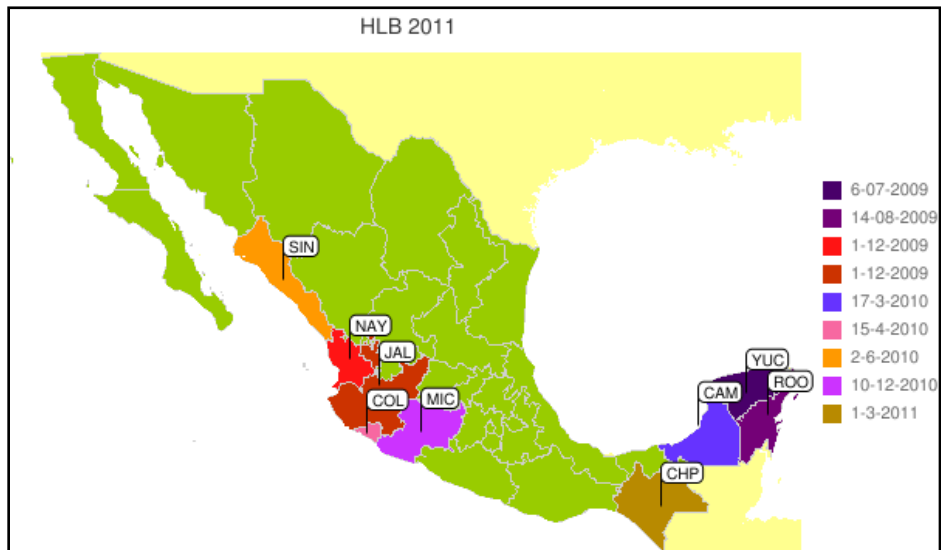 HLB 2011
SIN
NAY
JAL
COL
MIC
YUC
ROO
CAM
CHP
6-07-2009
14-08-2009
1-12-2009
1-12-2009
17-3-2010
15-4-2010
2-6-2010
10-12-2010
1-3-2011